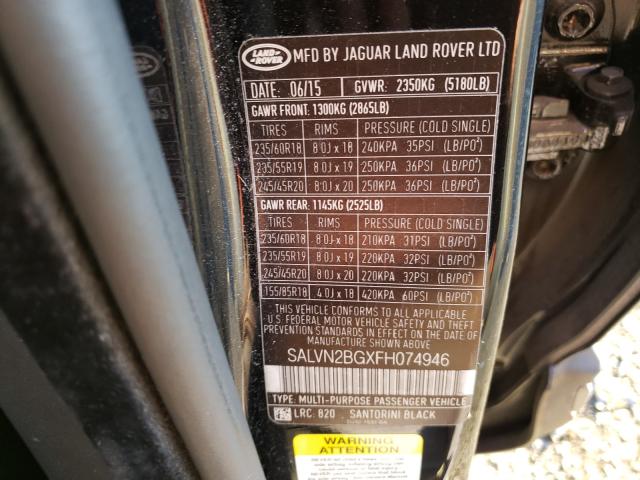 LAND ROVER MFD BY JAGUAR LAND ROVER LTD
DATE: 06/15 GVWR: 2350KG (5180LB)
GAWR FRONT: 1300KG (2865LB)
TIRES RIMS PRESSURE (COLD SINGLE)
235/60R18 8.0J x 18 240KPA 35PSI (LB/PO²)
235/55R19 8.0J x 19 250KPA 36PSI (LB/PO²)
245/45R20 8.0J x 20 250KPA 36PSI (LB/PO²)
GAWR REAR: 1145KG (2525LB)
TIRES RIMS PRESSURE (COLD SINGLE)
235/60R18 8.0J x 18 210KPA 31PSI (LB/PO²)
235/55R19 8.0J x 19 220KPA 32PSI (LB/PO²)
245/45R20 8.0J x 20 220KPA 32PSI (LB/PO²)
155/85R18 4.0J x 18 420KPA 60PSI (LB/PO²)
THIS VEHICLE CONFORMS TO ALL APPLICABLE
U.S. FEDERAL MOTOR VEHICLE SAFETY AND THEFT
PREVENTION STANDARDS IN EFFECT ON THE DATE OF
MANUFACTURE SHOWN ABOVE.
SALVN2BGXFH074946
TYPE: MULTI-PURPOSE PASSENGER VEHICLE
LRC. 820 SANTORINI BLACK
WARNING
ATTENTION